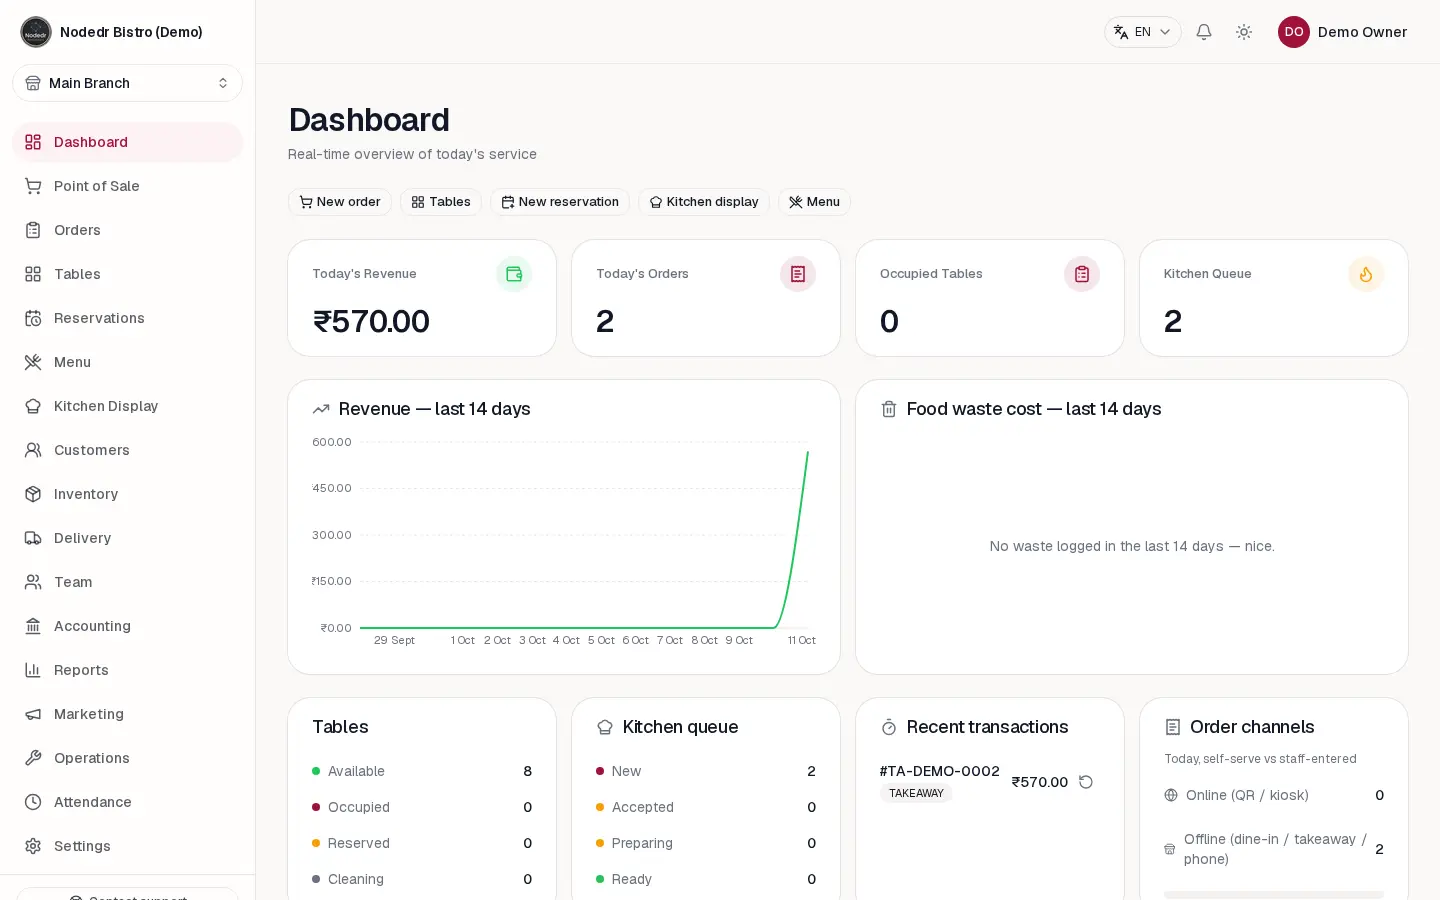 Nodedr Bistro (Demo)
EN
DO
Demo Owner
Main Branch
Dashboard
Point of Sale
Orders
Tables
Reservations
Menu
Kitchen Display
Customers
Inventory
Delivery
Team
Accounting
Reports
Marketing
Operations
Attendance
Settings
Contact support
Dashboard
Real-time overview of today's service
New order
Tables
New reservation
Kitchen display
Menu
Today's Revenue
₹570.00
Today's Orders
2
Occupied Tables
0
Kitchen Queue
2
Revenue — last 14 days
600.00
450.00
300.00
₹150.00
₹0.00
29 Sept 1 Oct 2 Oct 3 Oct 4 Oct 5 Oct 6 Oct 7 Oct 8 Oct 9 Oct 11 Oct
Food waste cost — last 14 days
No waste logged in the last 14 days — nice.
Tables
Available 8
Occupied 0
Reserved 0
Cleaning 0
Kitchen queue
New 2
Accepted 0
Preparing 0
Ready 0
Recent transactions
#TA-DEMO-0002
₹570.00
TAKEAWAY
Order channels
Today, self-serve vs staff-entered
Online (QR / kiosk) 0
Offline (dine-in / takeaway /
phone) 2